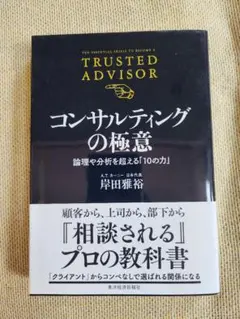 TEN ESSENTIAL SKILLS TO BECOME A
TRUSTED
ADVISOR
コンサルティング
の極意
論理や分析を超える「10の力」
A.T. カーニー 日本代表
岸田雅裕
顧客から、上司から、部下から
『相談される』
プロの教科書
「クライアント」からコンペなしで選ばれる関係になる
東洋経済新報社